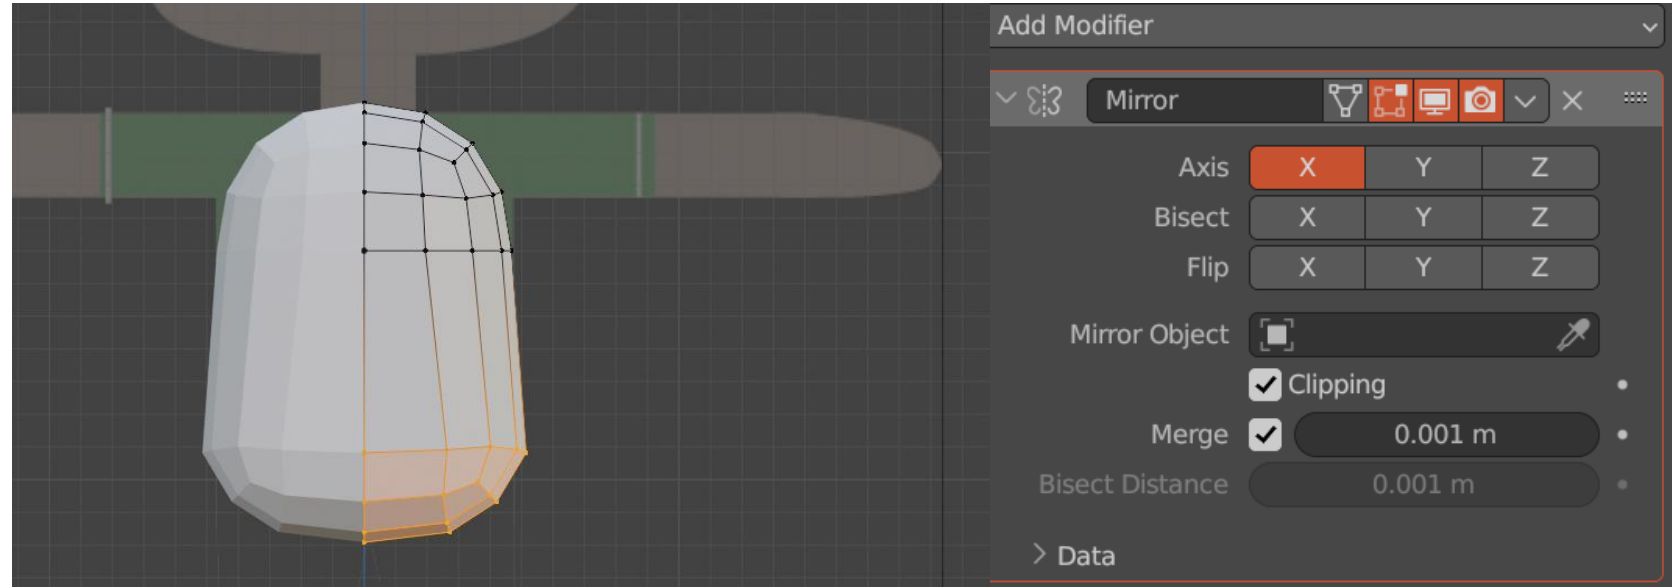 Add Modifier
Mirror
Axis X Y Z
Bisect X Y Z
Flip X Y Z
Mirror Object
Clipping
Merge 0.001 m
Bisect Distance 0.001 m
Data